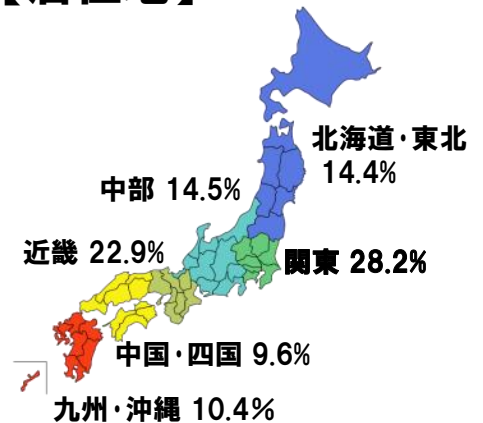 北海道・東北
14.4%
中部 14.5%
近畿 22.9%
関東 28.2%
中国・四国 9.6%
九州・沖縄 10.4%